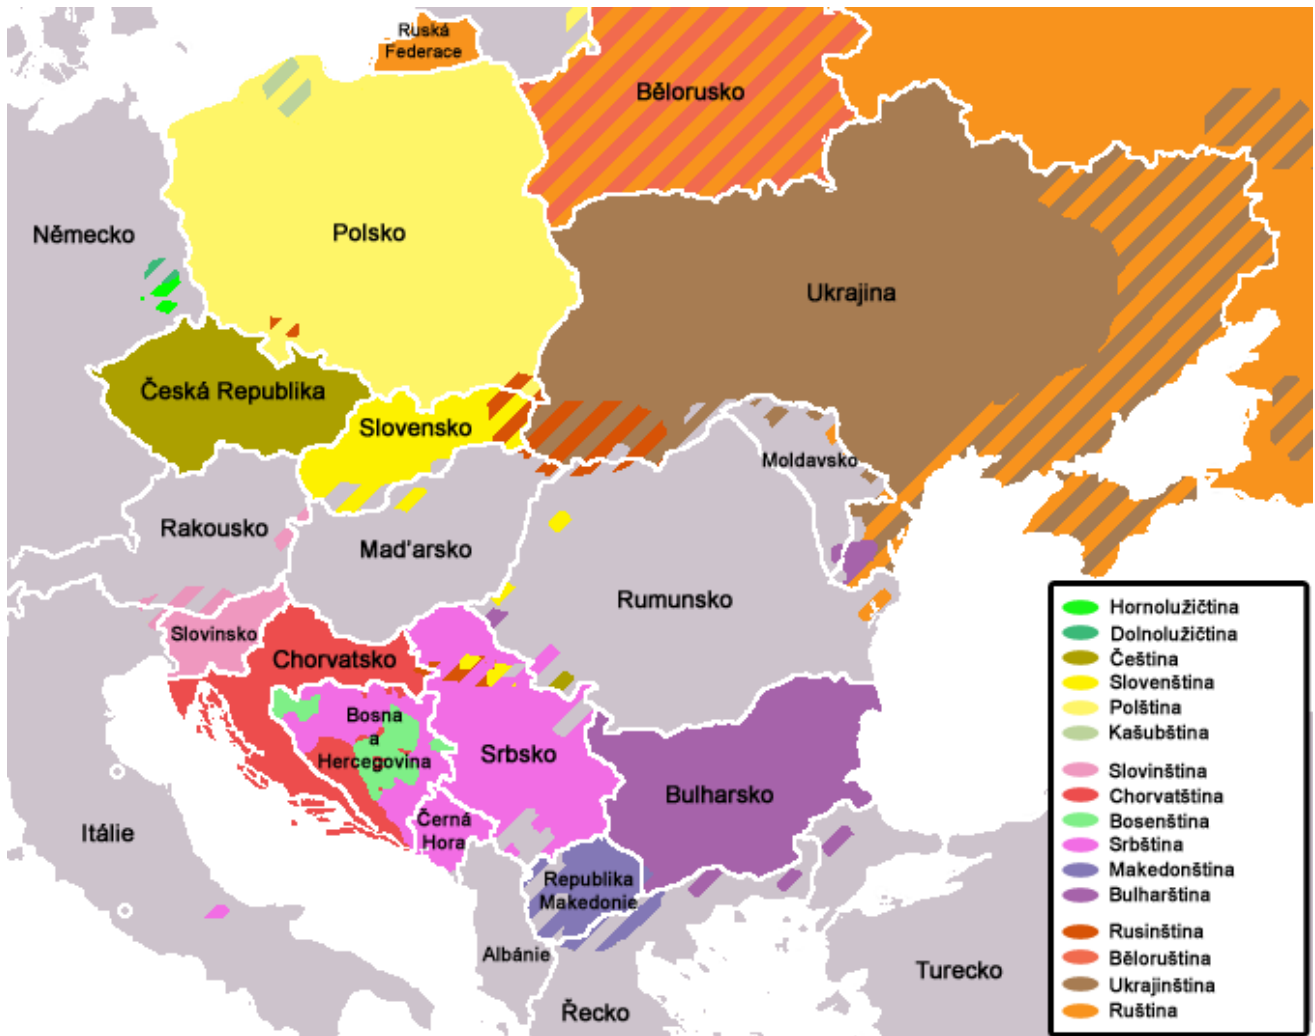 Ruská
Federace
Bělorusko
Německo
Polsko
Ukrajina
Česká Republika
Slovensko
Moldavsko
Rakousko
Maďarsko
Rumunsko
Slovinsko
Chorvatsko
Bosna
a
Hercegovina
Srbsko
Bulharsko
Černá
Hora
Itálie
Republika
Makedonie
Albánie
Řecko
Turecko
Hornolužičtina
Dolnolužičtina
Čeština
Slovenština
Polština
Kašubština
Slovinština
Chorvatština
Bosenština
Srbština
Makedonština
Bulharština
Rusinština
Běloruština
Ukrajinština
Ruština